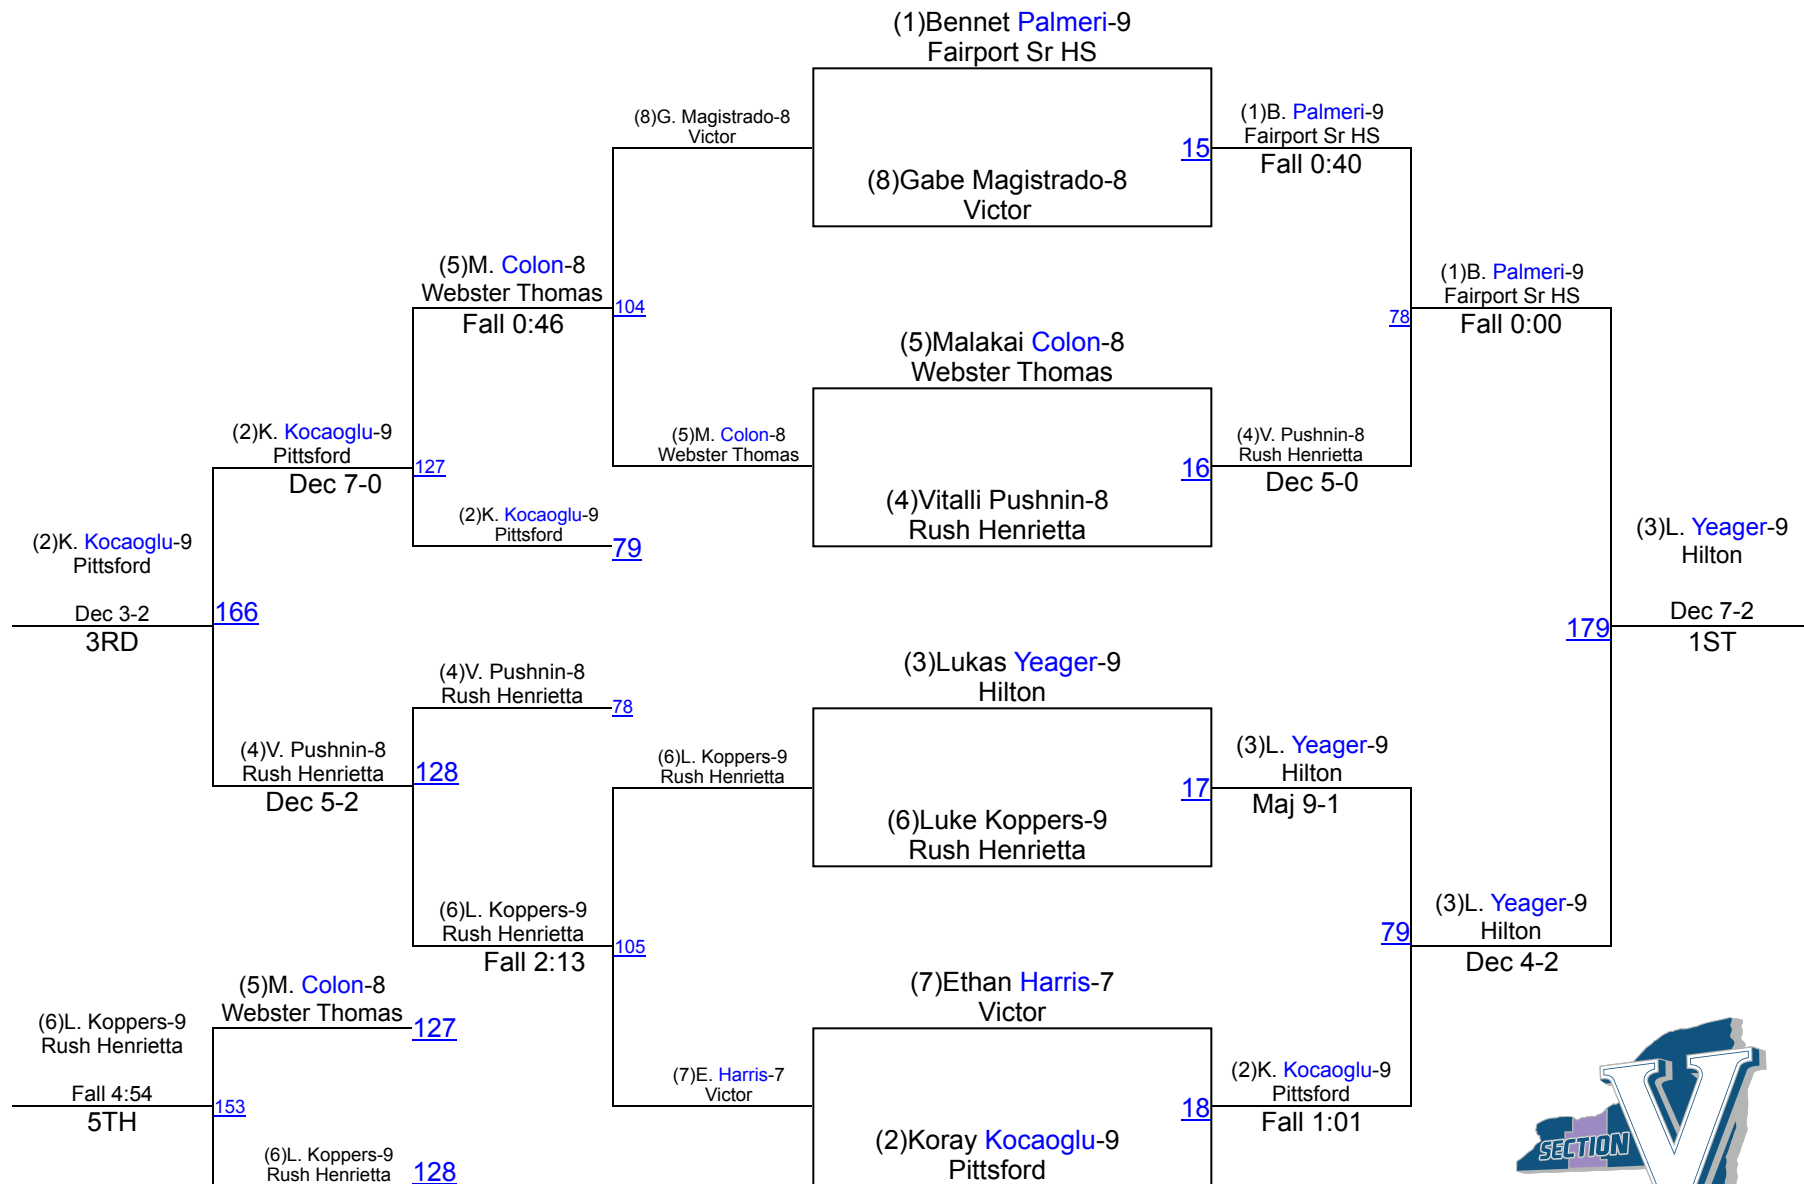 (1)Bennet Palmeri-9
Fairport Sr HS
(8)G. Magistrado-8
Victor
15
(1)B. Palmeri-9
Fairport Sr HS
Fall 0:40
(8)Gabe Magistrado-8
Victor
(5)M. Colon-8
Webster Thomas
Fall 0:46
104
78
(1)B. Palmeri-9
Fairport Sr HS
Fall 0:00
(5)Malakai Colon-8
Webster Thomas
(2)K. Kocaoglu-9
Pittsford
Dec 7-0
127
(5)M. Colon-8
Webster Thomas
16
(4)V. Pushnin-8
Rush Henrietta
Dec 5-0
(4)Vitalli Pushnin-8
Rush Henrietta
(2)K. Kocaoglu-9
Pittsford
79
(2)K. Kocaoglu-9
Pittsford
Dec 3-2
3RD
166
(3)L. Yeager-9
Hilton
179
Dec 7-2
1ST
(4)V. Pushnin-8
Rush Henrietta
78
(3)Lukas Yeager-9
Hilton
(4)V. Pushnin-8
Rush Henrietta
Dec 5-2
128
(6)L. Koppers-9
Rush Henrietta
17
(3)L. Yeager-9
Hilton
Maj 9-1
(6)Luke Koppers-9
Rush Henrietta
(6)L. Koppers-9
Rush Henrietta
Fall 2:13
105
79
(3)L. Yeager-9
Hilton
Dec 4-2
(5)M. Colon-8
Webster Thomas
127
(7)Ethan Harris-7
Victor
(6)L. Koppers-9
Rush Henrietta
Fall 4:54
5TH
153
(7)E. Harris-7
Victor
18
(2)K. Kocaoglu-9
Pittsford
Fall 1:01
(6)L. Koppers-9
Rush Henrietta
128
(2)Koray Kocaoglu-9
Pittsford
SECTION V